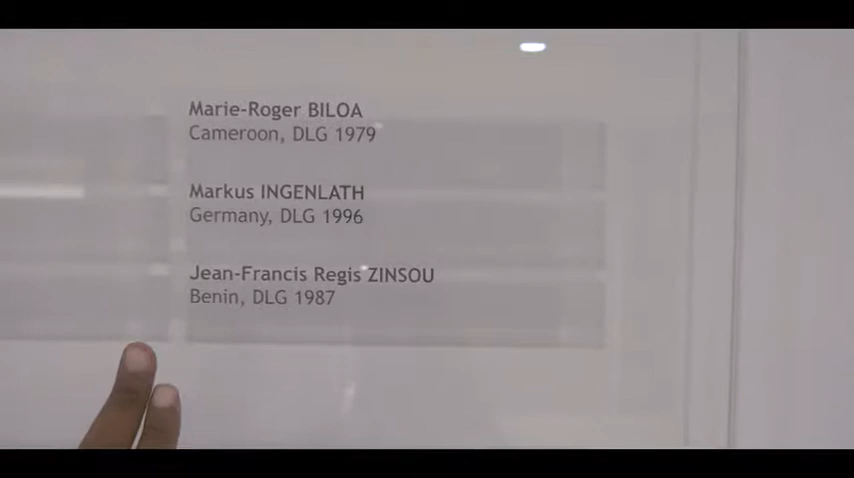 Marie-Roger BILOA
Cameroon, DLG 1979
Markus INGENLATH
Germany, DLG 1996
Jean-Francis Regis ZINSOU
Benin, DLG 1987